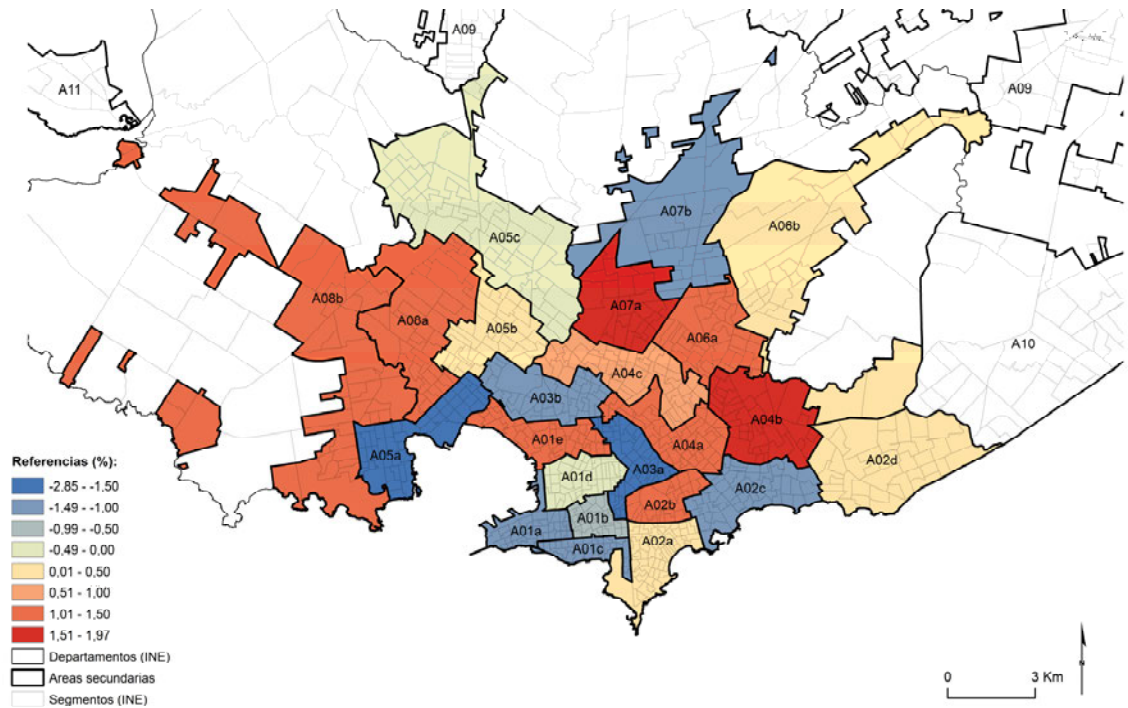 A09
A11
A09
A07b
A06b
A05c
A08b
A07a
A06a
A05b
A06a
A10
A04c
A03b
A04b
A01e
A04a
A05a
A03a
A02d
A01d
A02c
A02b
A01b
A01a
A02a
A01c
Referencias (%):
-2.85 - -1.50
-1,49 - -1,00
-0,99 - -0,50
-0,49 - 0,00
0,01 - 0,50
0,51 - 1,00
1,01 - 1,50
1,51 - 1,97
Departamentos (INE)
Areas secundarias
Segmentos (INE)
0 3 Km
N